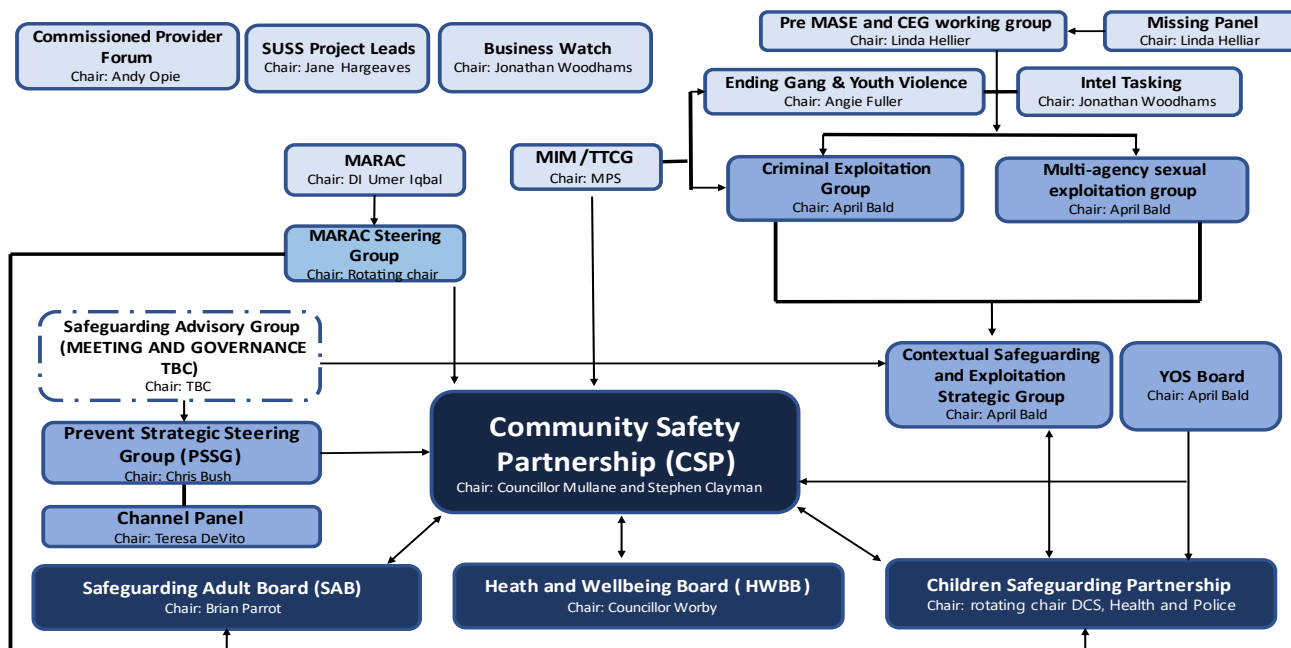 Commissioned Provider
Forum
Chair: Andy Opie
SUSS Project Leads
Chair: Jane Hargeaves
Business Watch
Chair: Jonathan Woodhams
Pre MASE and CEG working group
Chair: Linda Hellier
Missing Panel
Chair: Linda Helliar
Ending Gang & Youth Violence
Chair: Angie Fuller
Intel Tasking
Chair: Jonathan Woodhams
MARAC
Chair: DI Umer Iqbal
MIM /TTCG
Chair: MPS
Criminal Exploitation
Group
Chair: April Bald
Multi-agency sexual
exploitation group
Chair: April Bald
MARAC Steering
Group
Chair: Rotating chair
Safeguarding Advisory Group
(MEETING AND GOVERNANCE
TBC)
Chair: TBC
Contextual Safeguarding
and Exploitation
Strategic Group
Chair: April Bald
YOS Board
Chair: April Bald
Prevent Strategic Steering
Group (PSSG)
Chair: Chris Bush
Community Safety
Partnership (CSP)
Chair: Councillor Mullane and Stephen Clayman
Channel Panel
Chair: Teresa DeVito
Safeguarding Adult Board (SAB)
Chair: Brian Parrot
Heath and Wellbeing Board ( HWBB)
Chair: Councillor Worby
Children Safeguarding Partnership
Chair: rotating chair DCS, Health and Police